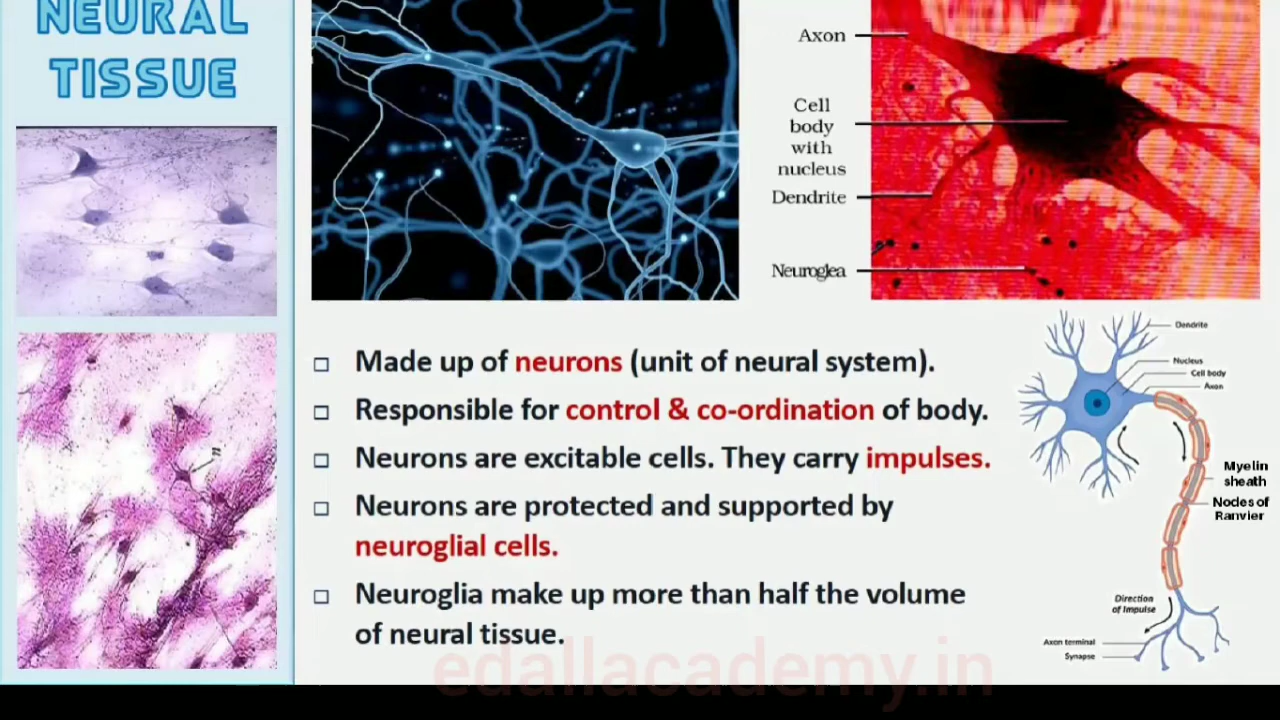 NEURAL
TISSUE
Axon
Cell
body
with
nucleus
Dendrite
Neuroglea
□ Made up of neurons (unit of neural system).
□ Responsible for control & co-ordination of body.
□ Neurons are excitable cells. They carry impulses.
□ Neurons are protected and supported by
neuroglial cells.
□ Neuroglia make up more than half the volume
of neural tissue.
Dendrite
Nucleus
Cell body
Axon
Myelin
sheath
Nodes of
Ranvier
Direction
of Impulse
Axon terminal
Synapse
edallacademy.in